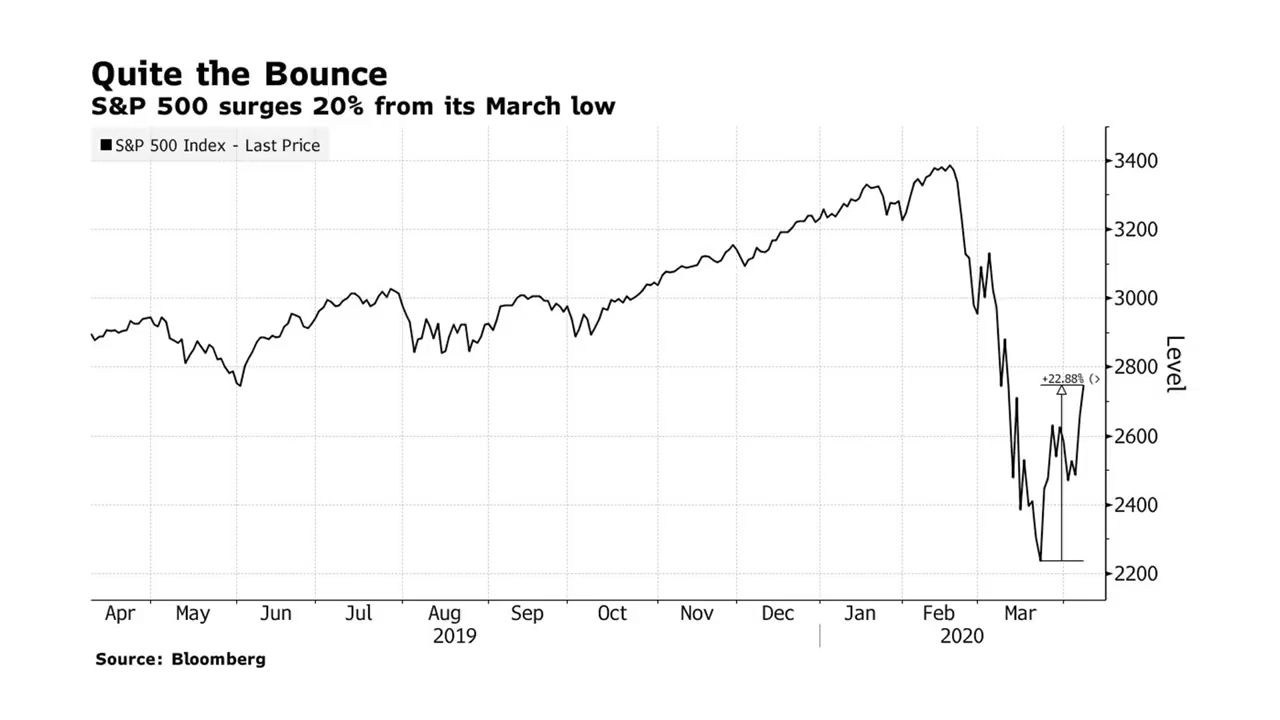 Quite the Bounce
S&P 500 surges 20% from its March low
S&P 500 Index - Last Price
3400
3200
3000
2800
2600
2400
2200
Level
+22.88% (>
Apr May Jun Jul Aug Sep Oct Nov Dec Jan Feb Mar
2019 2020
Source: Bloomberg